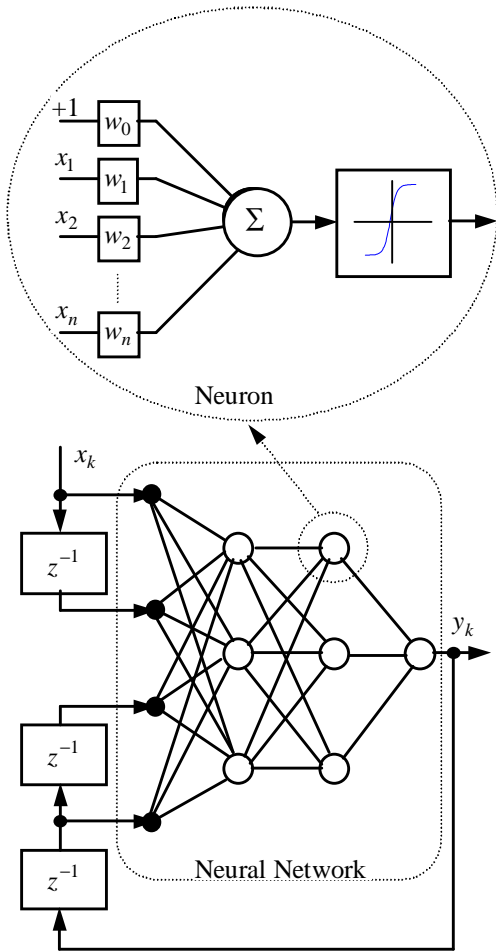 +1
w₀
x₁
w₁
x₂
w₂
Σ
xₙ
wₙ
Neuron
xₖ
z⁻¹
yₖ
z⁻¹
z⁻¹
Neural Network